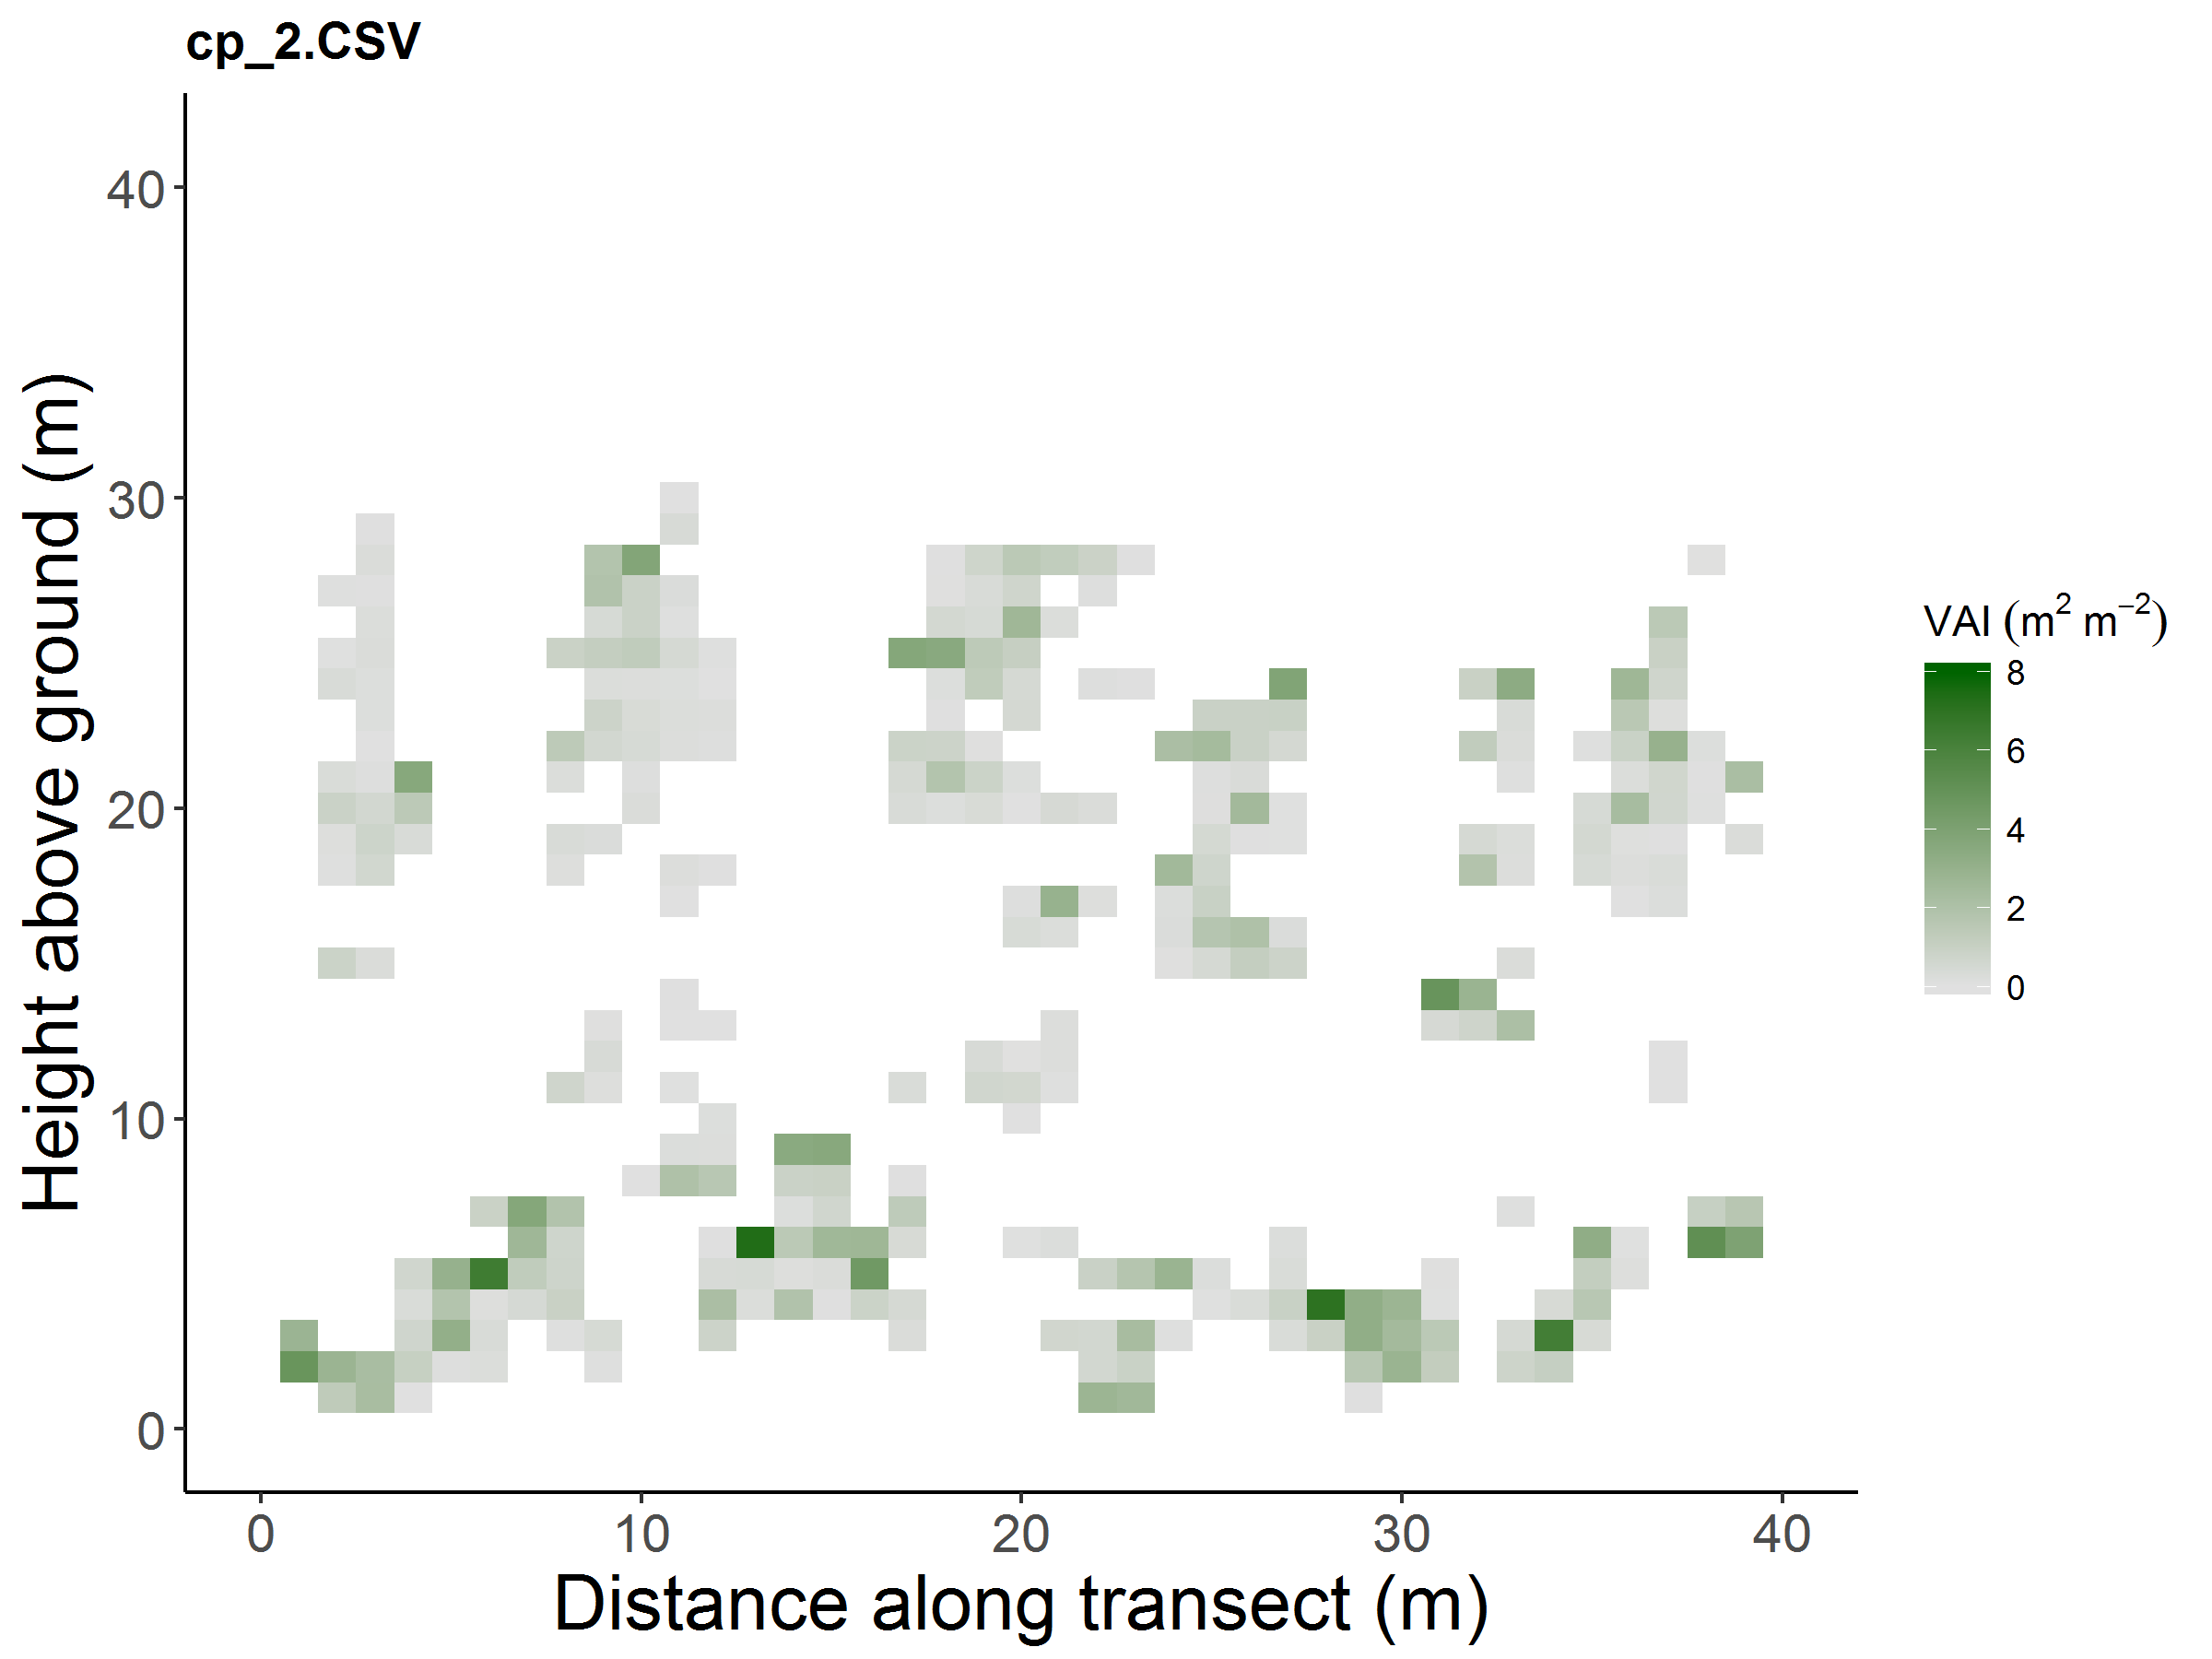 cp_2.CSV
Height above ground (m)
40
30
20
10
0
0 10 20 30 40
Distance along transect (m)
VAI (m² m⁻²)
8
6
4
2
0